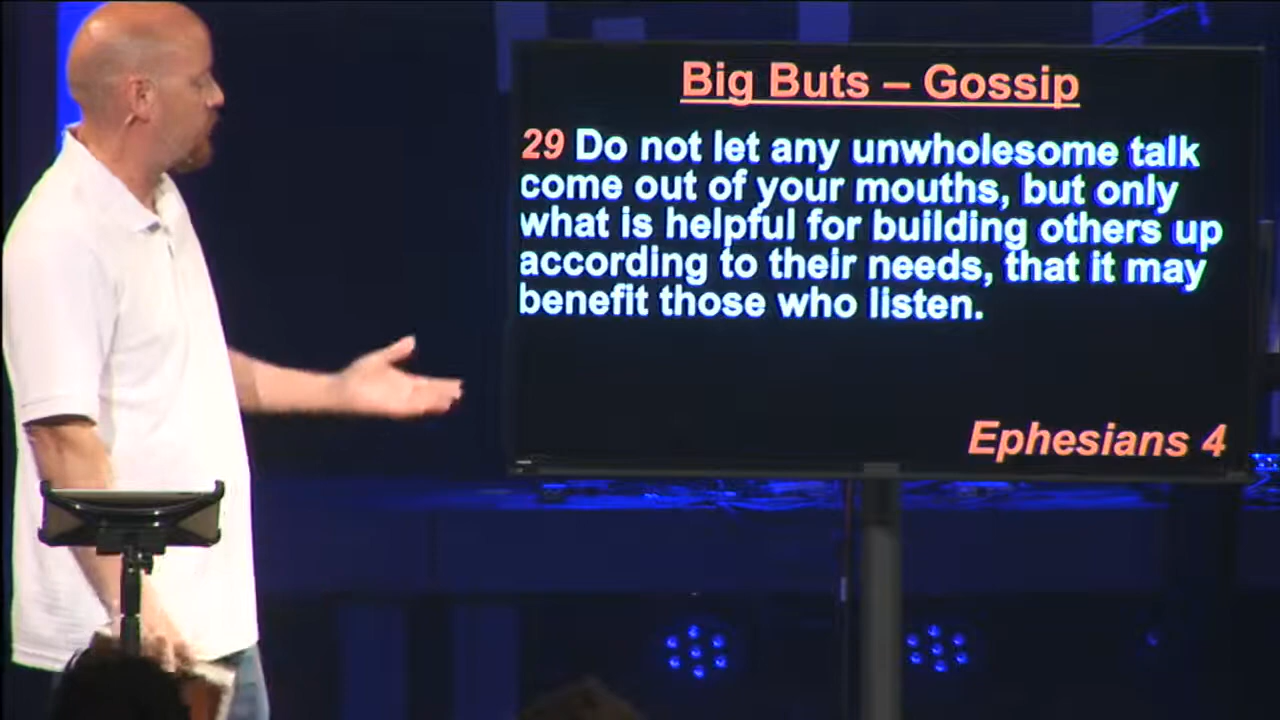 Big Buts – Gossip
29 Do not let any unwholesome talk
come out of your mouths, but only
what is helpful for building others up
according to their needs, that it may
benefit those who listen.
Ephesians 4